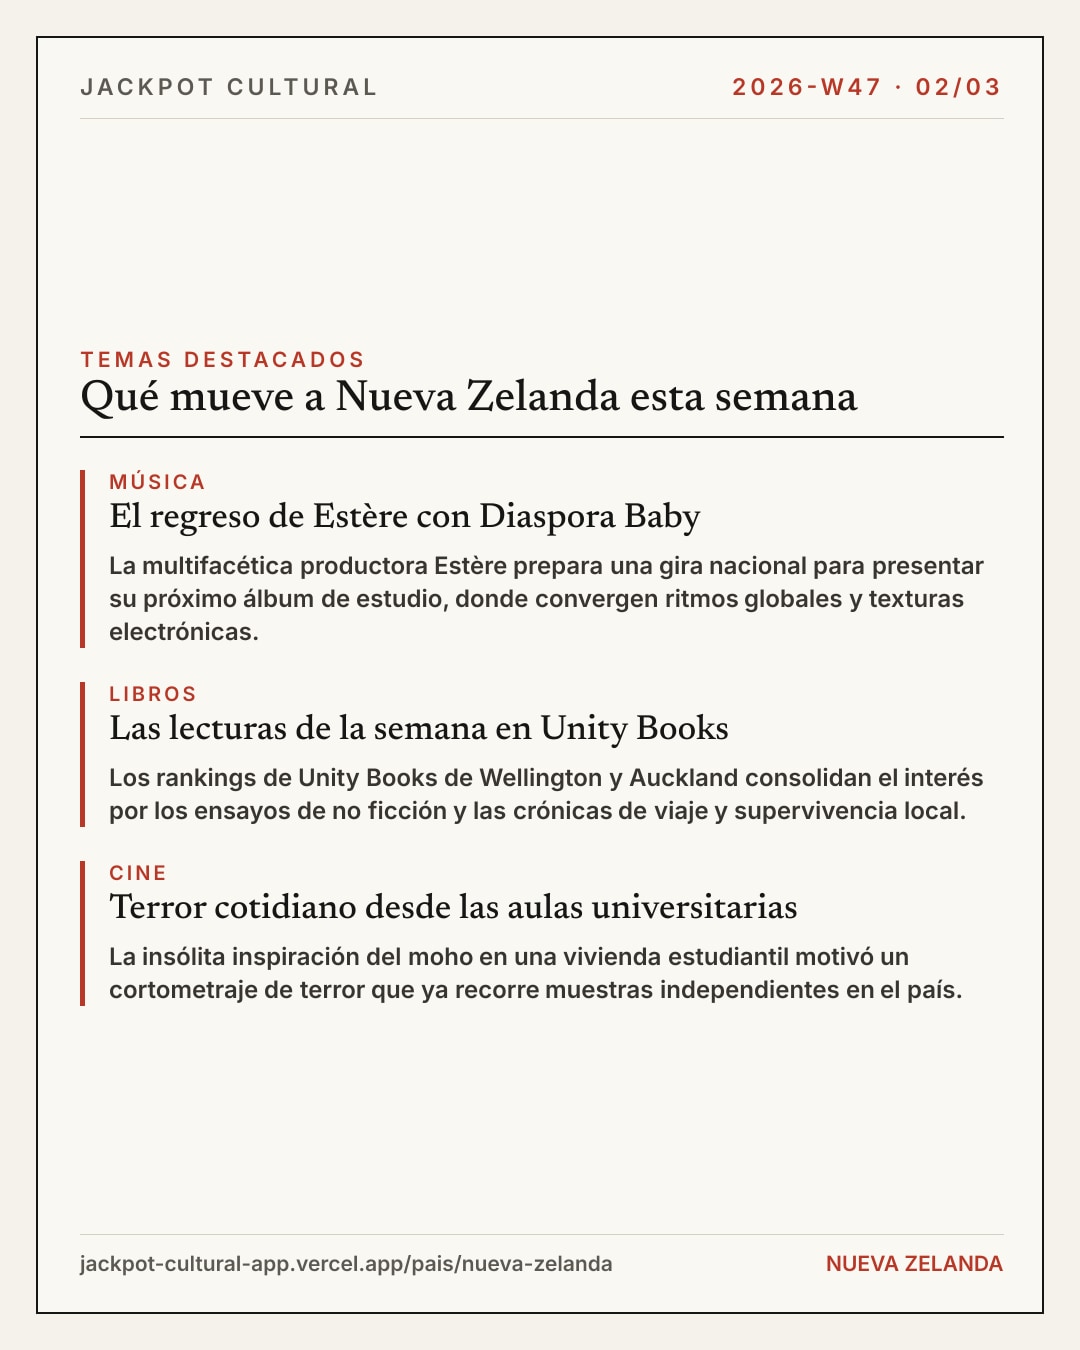 JACKPOT CULTURAL
2026-W47 · 02/03
TEMAS DESTACADOS
Qué mueve a Nueva Zelanda esta semana
MÚSICA
El regreso de Estère con Diaspora Baby
La multifacética productora Estère prepara una gira nacional para presentar
su próximo álbum de estudio, donde convergen ritmos globales y texturas
electrónicas.
LIBROS
Las lecturas de la semana en Unity Books
Los rankings de Unity Books de Wellington y Auckland consolidan el interés
por los ensayos de no ficción y las crónicas de viaje y supervivencia local.
CINE
Terror cotidiano desde las aulas universitarias
La insólita inspiración del moho en una vivienda estudiantil motivó un
cortometraje de terror que ya recorre muestras independientes en el país.
jackpot-cultural-app.vercel.app/pais/nueva-zelanda
NUEVA ZELANDA